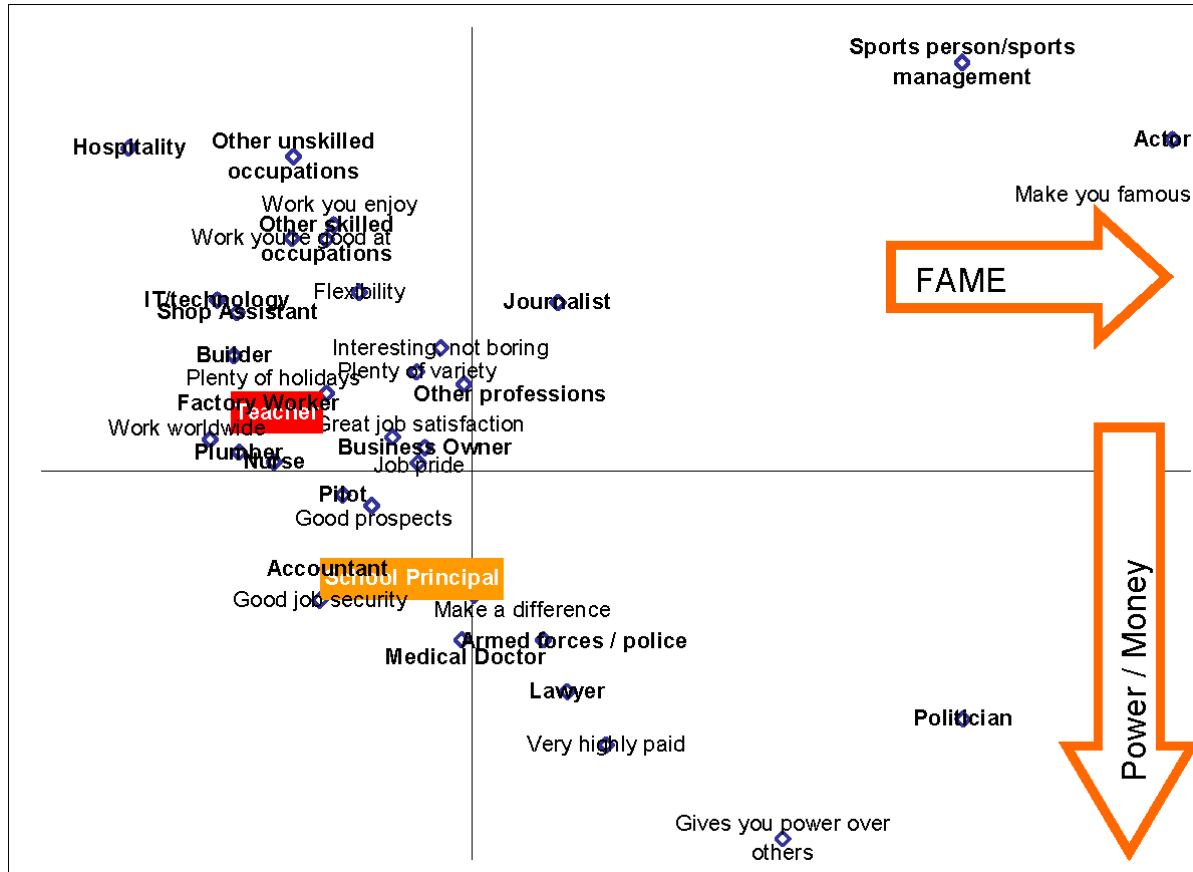 Sports person/sports
management
Hospitality
Other unskilled
occupations
Actor
Make you famous
Work you enjoy
Other skilled
occupations
Work you're good at
FAME
IT/technology
Flexibility
Shop Assistant
Journalist
Builder
Interesting not boring
Plenty of variety
Plenty of holidays
Other professions
Factory Worker
Teacher
Great job satisfaction
Work worldwide
Business Owner
Plumber
Nurse
Job pride
Pilot
Good prospects
Accountant
School Principal
Good job security
Make a difference
Armed forces / police
Medical Doctor
Lawyer
Politician
Very highly paid
Power / Money
Gives you power over
others